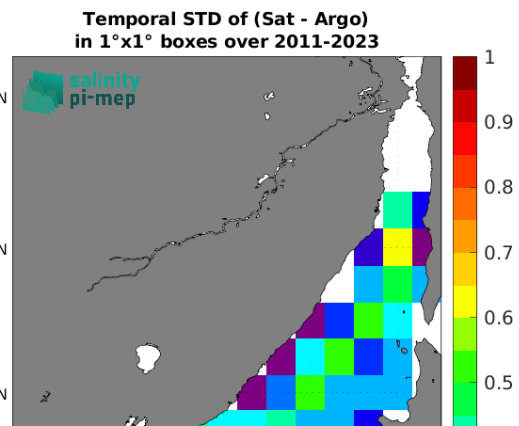 Temporal STD of (Sat - Argo)
in 1°x1° boxes over 2011-2023
salinity
pi-mep
N
N
N
1
0.9
0.8
0.7
0.6
0.5